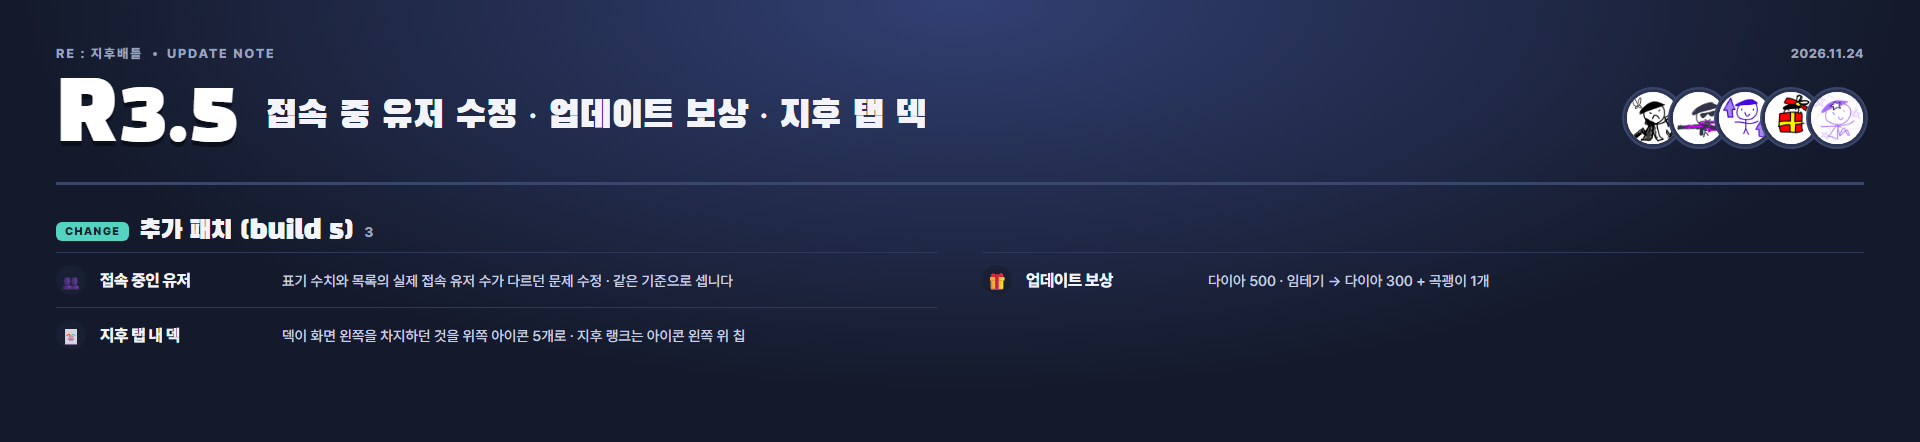 RE : 지후배틀 • UPDATE NOTE
2026.11.24
R3.5 접속 중 유저 수정 · 업데이트 보상 · 지후 탭 덱
CHANGE 추가 패치 (build 5) 3
접속 중인 유저 표기 수치와 목록의 실제 접속 유저 수가 다르던 문제 수정 · 같은 기준으로 셉니다
업데이트 보상 다이아 500 · 임테기 → 다이아 300 + 곡괭이 1개
지후 탭 내 덱 덱이 화면 왼쪽을 차지하던 것을 위쪽 아이콘 5개로 · 지후 랭크는 아이콘 왼쪽 위 칩